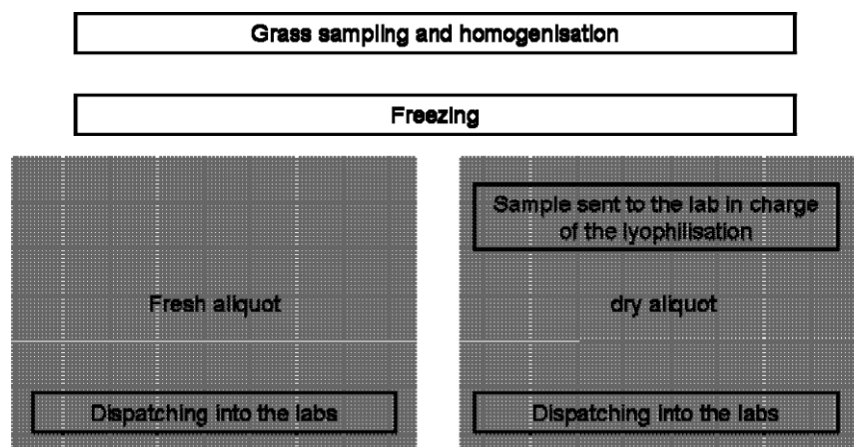 Grass sampling and homogenisation
Freezing
Fresh aliquot
Dispatching into the labs
Sample sent to the lab in charge
of the lyophilisation
dry aliquot
Dispatching into the labs